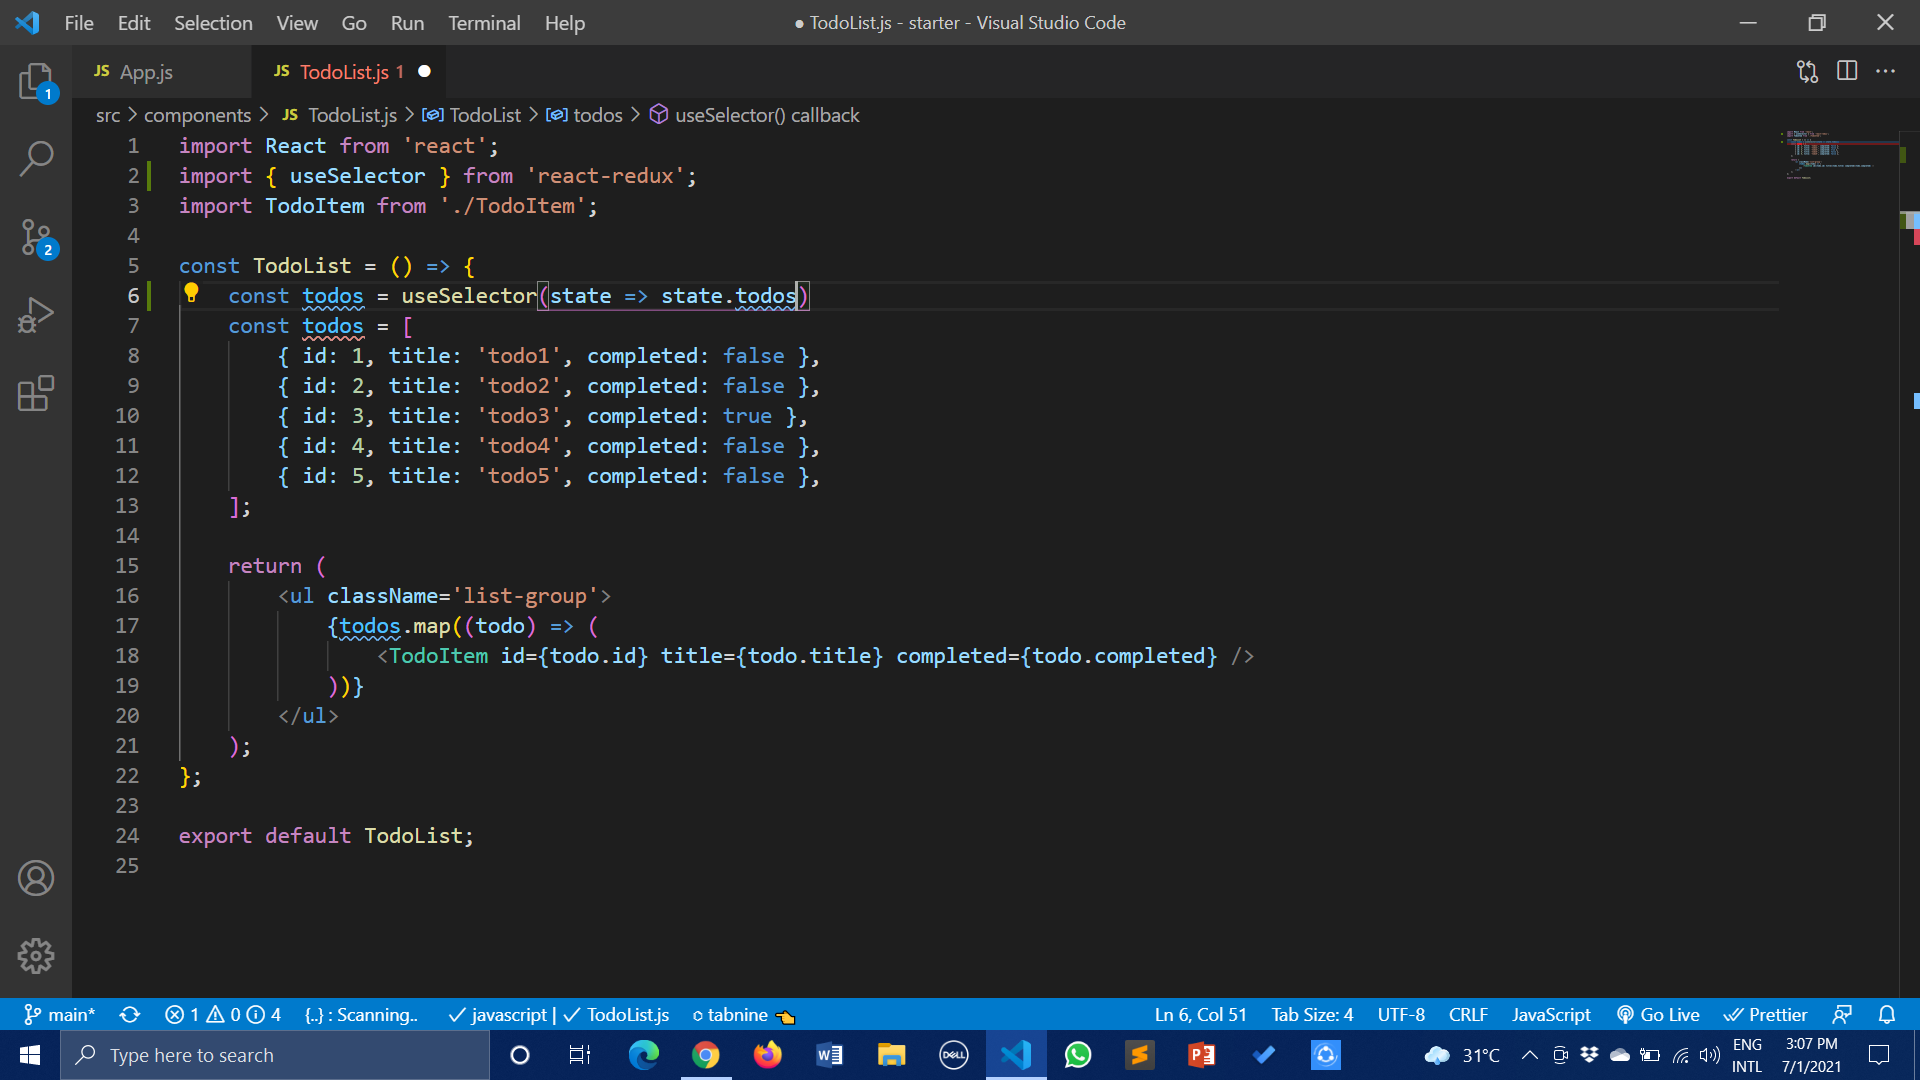 File Edit Selection View Go Run Terminal Help
● TodoList.js - starter - Visual Studio Code
JS App.js
JS TodoList.js 1 ●
1
2
src > components > JS TodoList.js > TodoList > todos > useSelector() callback
1 import React from 'react';
2 import { useSelector } from 'react-redux';
3 import TodoItem from './TodoItem';
4
5 const TodoList = () => {
6 const todos = useSelector(state => state.todos)
7 const todos = [
8 { id: 1, title: 'todo1', completed: false },
9 { id: 2, title: 'todo2', completed: false },
10 { id: 3, title: 'todo3', completed: true },
11 { id: 4, title: 'todo4', completed: false },
12 { id: 5, title: 'todo5', completed: false },
13 ];
14
15 return (
16 <ul className='list-group'>
17 {todos.map((todo) => (
18 <TodoItem id={todo.id} title={todo.title} completed={todo.completed} />
19 ))}
20 </ul>
21 );
22 };
23
24 export default TodoList;
25
main* 1 0 4 {..} : Scanning.. javascript | TodoList.js tabnine
Ln 6, Col 51 Tab Size: 4 UTF-8 CRLF JavaScript Go Live Prettier
Type here to search
DELL
31°C
ENG
INTL
3:07 PM
7/1/2021